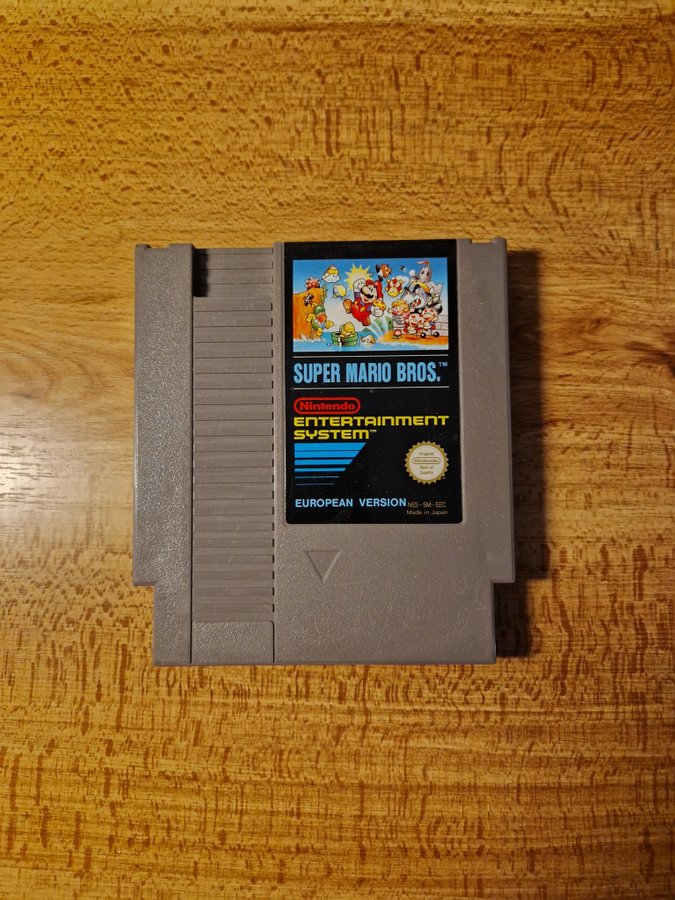 SUPER MARIO BROS.™
Nintendo
ENTERTAINMENT
SYSTEM™
Original
Nintendo
Seal of
Quality
EUROPEAN VERSION NES-SM-EEC
Made in Japan